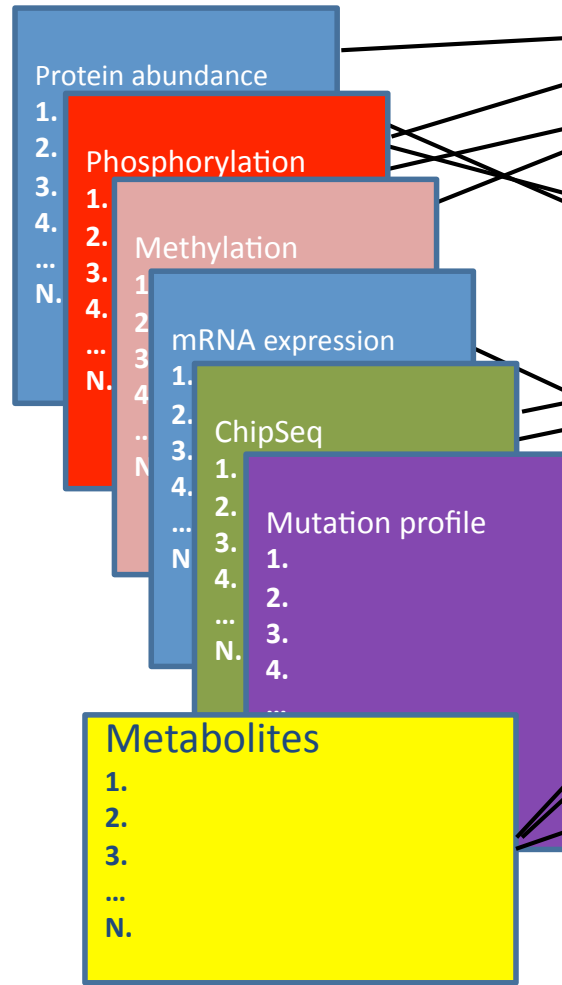 Protein abundance
1.
2.
3.
4.
...
N.
Phosphorylation
1.
2.
3.
4.
...
N.
Methylation
1
2
3
4
...
N
mRNA expression
1.
2.
3.
4.
...
N
ChipSeq
1.
2.
3.
4.
...
N.
Mutation profile
1.
2.
3.
4.
...
Metabolites
1.
2.
3.
...
N.